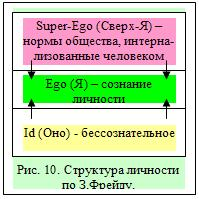 Super-Ego (Сверх-Я) –
нормы общества, интерна-
лизованные человеком
Ego (Я) – сознание
личности
Id (Оно) - бессознательное
Рис. 10. Структура личности
по З.Фрейду.